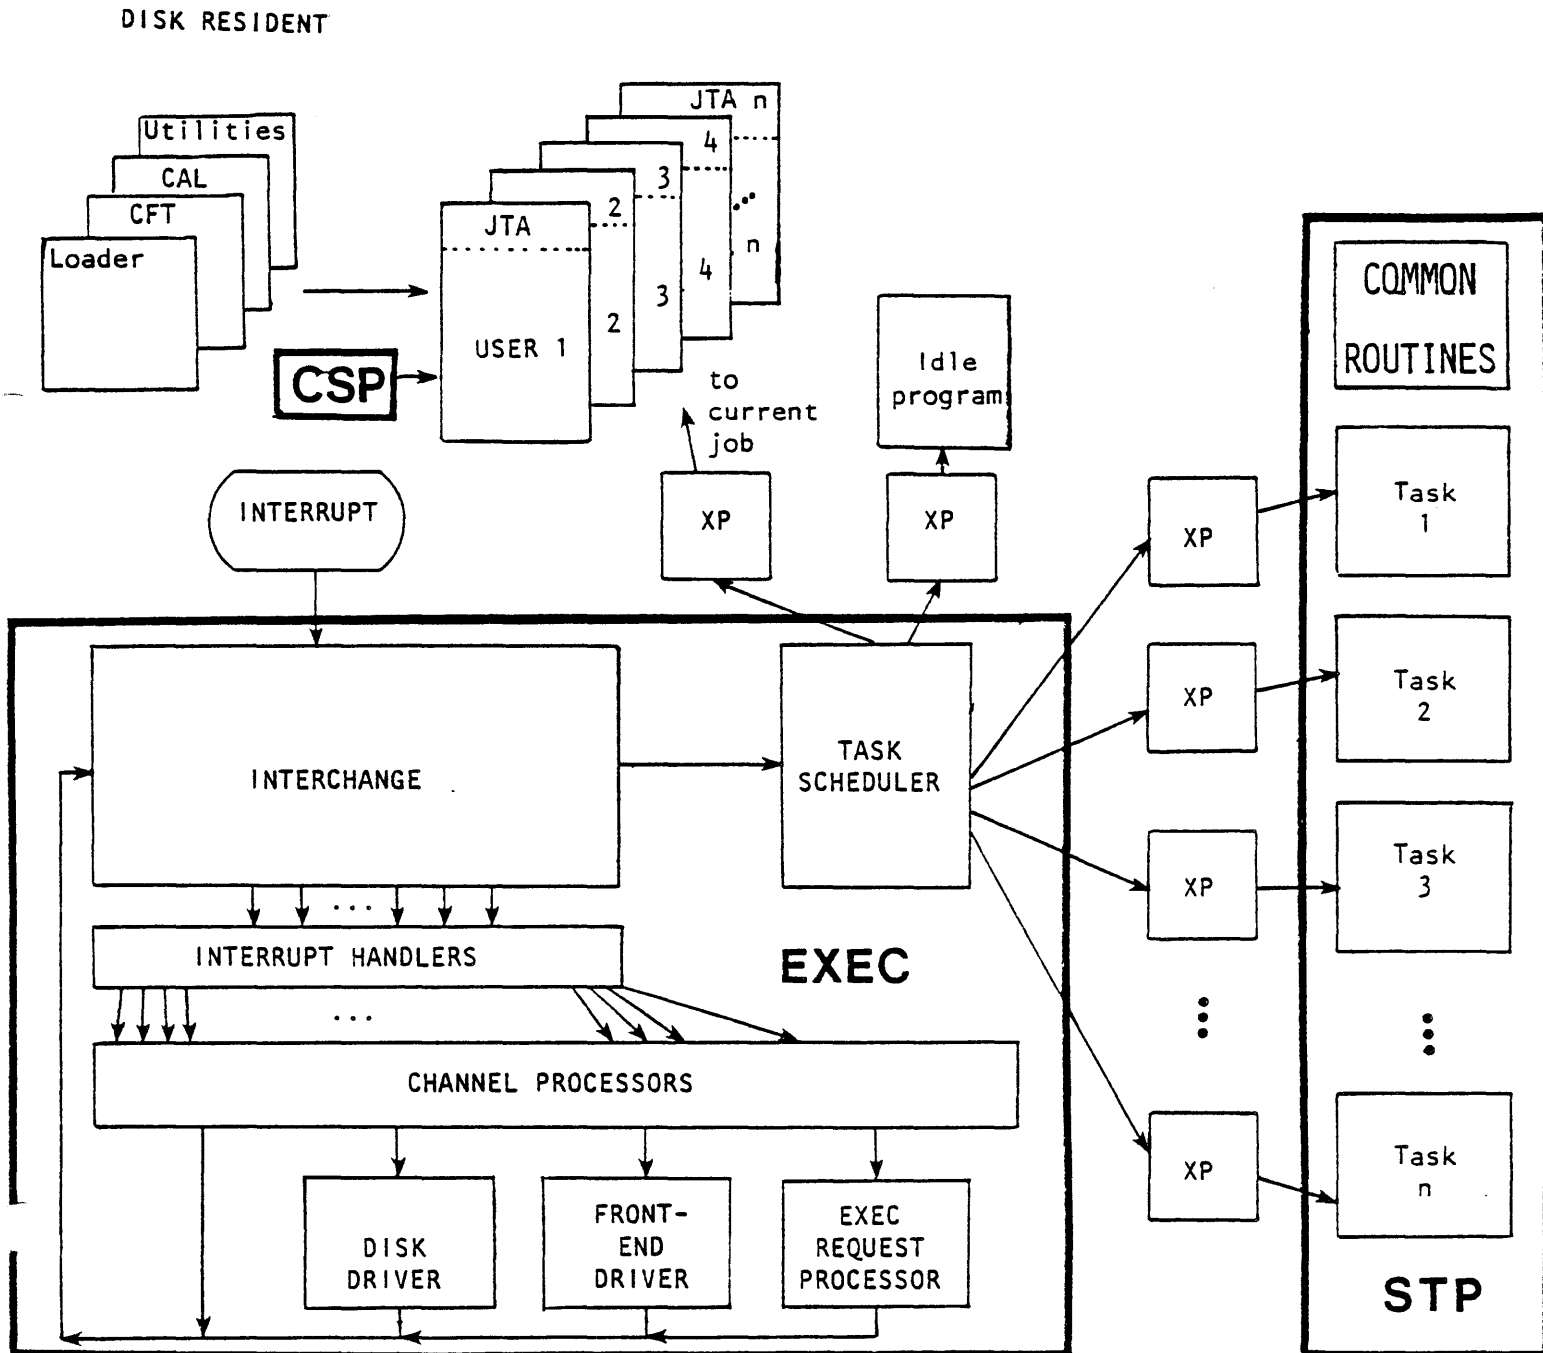 DISK RESIDENT
Utilities
CAL
CFT
Loader
JTA n
4
3
2
JTA
n
4
3
2
USER 1
CSP
to
current
job
Idle
program
COMMON
ROUTINES
INTERRUPT
XP
XP
XP
Task
1
XP
Task
2
INTERCHANGE
TASK
SCHEDULER
XP
Task
3
...
INTERRUPT HANDLERS
EXEC
...
CHANNEL PROCESSORS
XP
Task
n
DISK
DRIVER
FRONT-
END
DRIVER
EXEC
REQUEST
PROCESSOR
STP